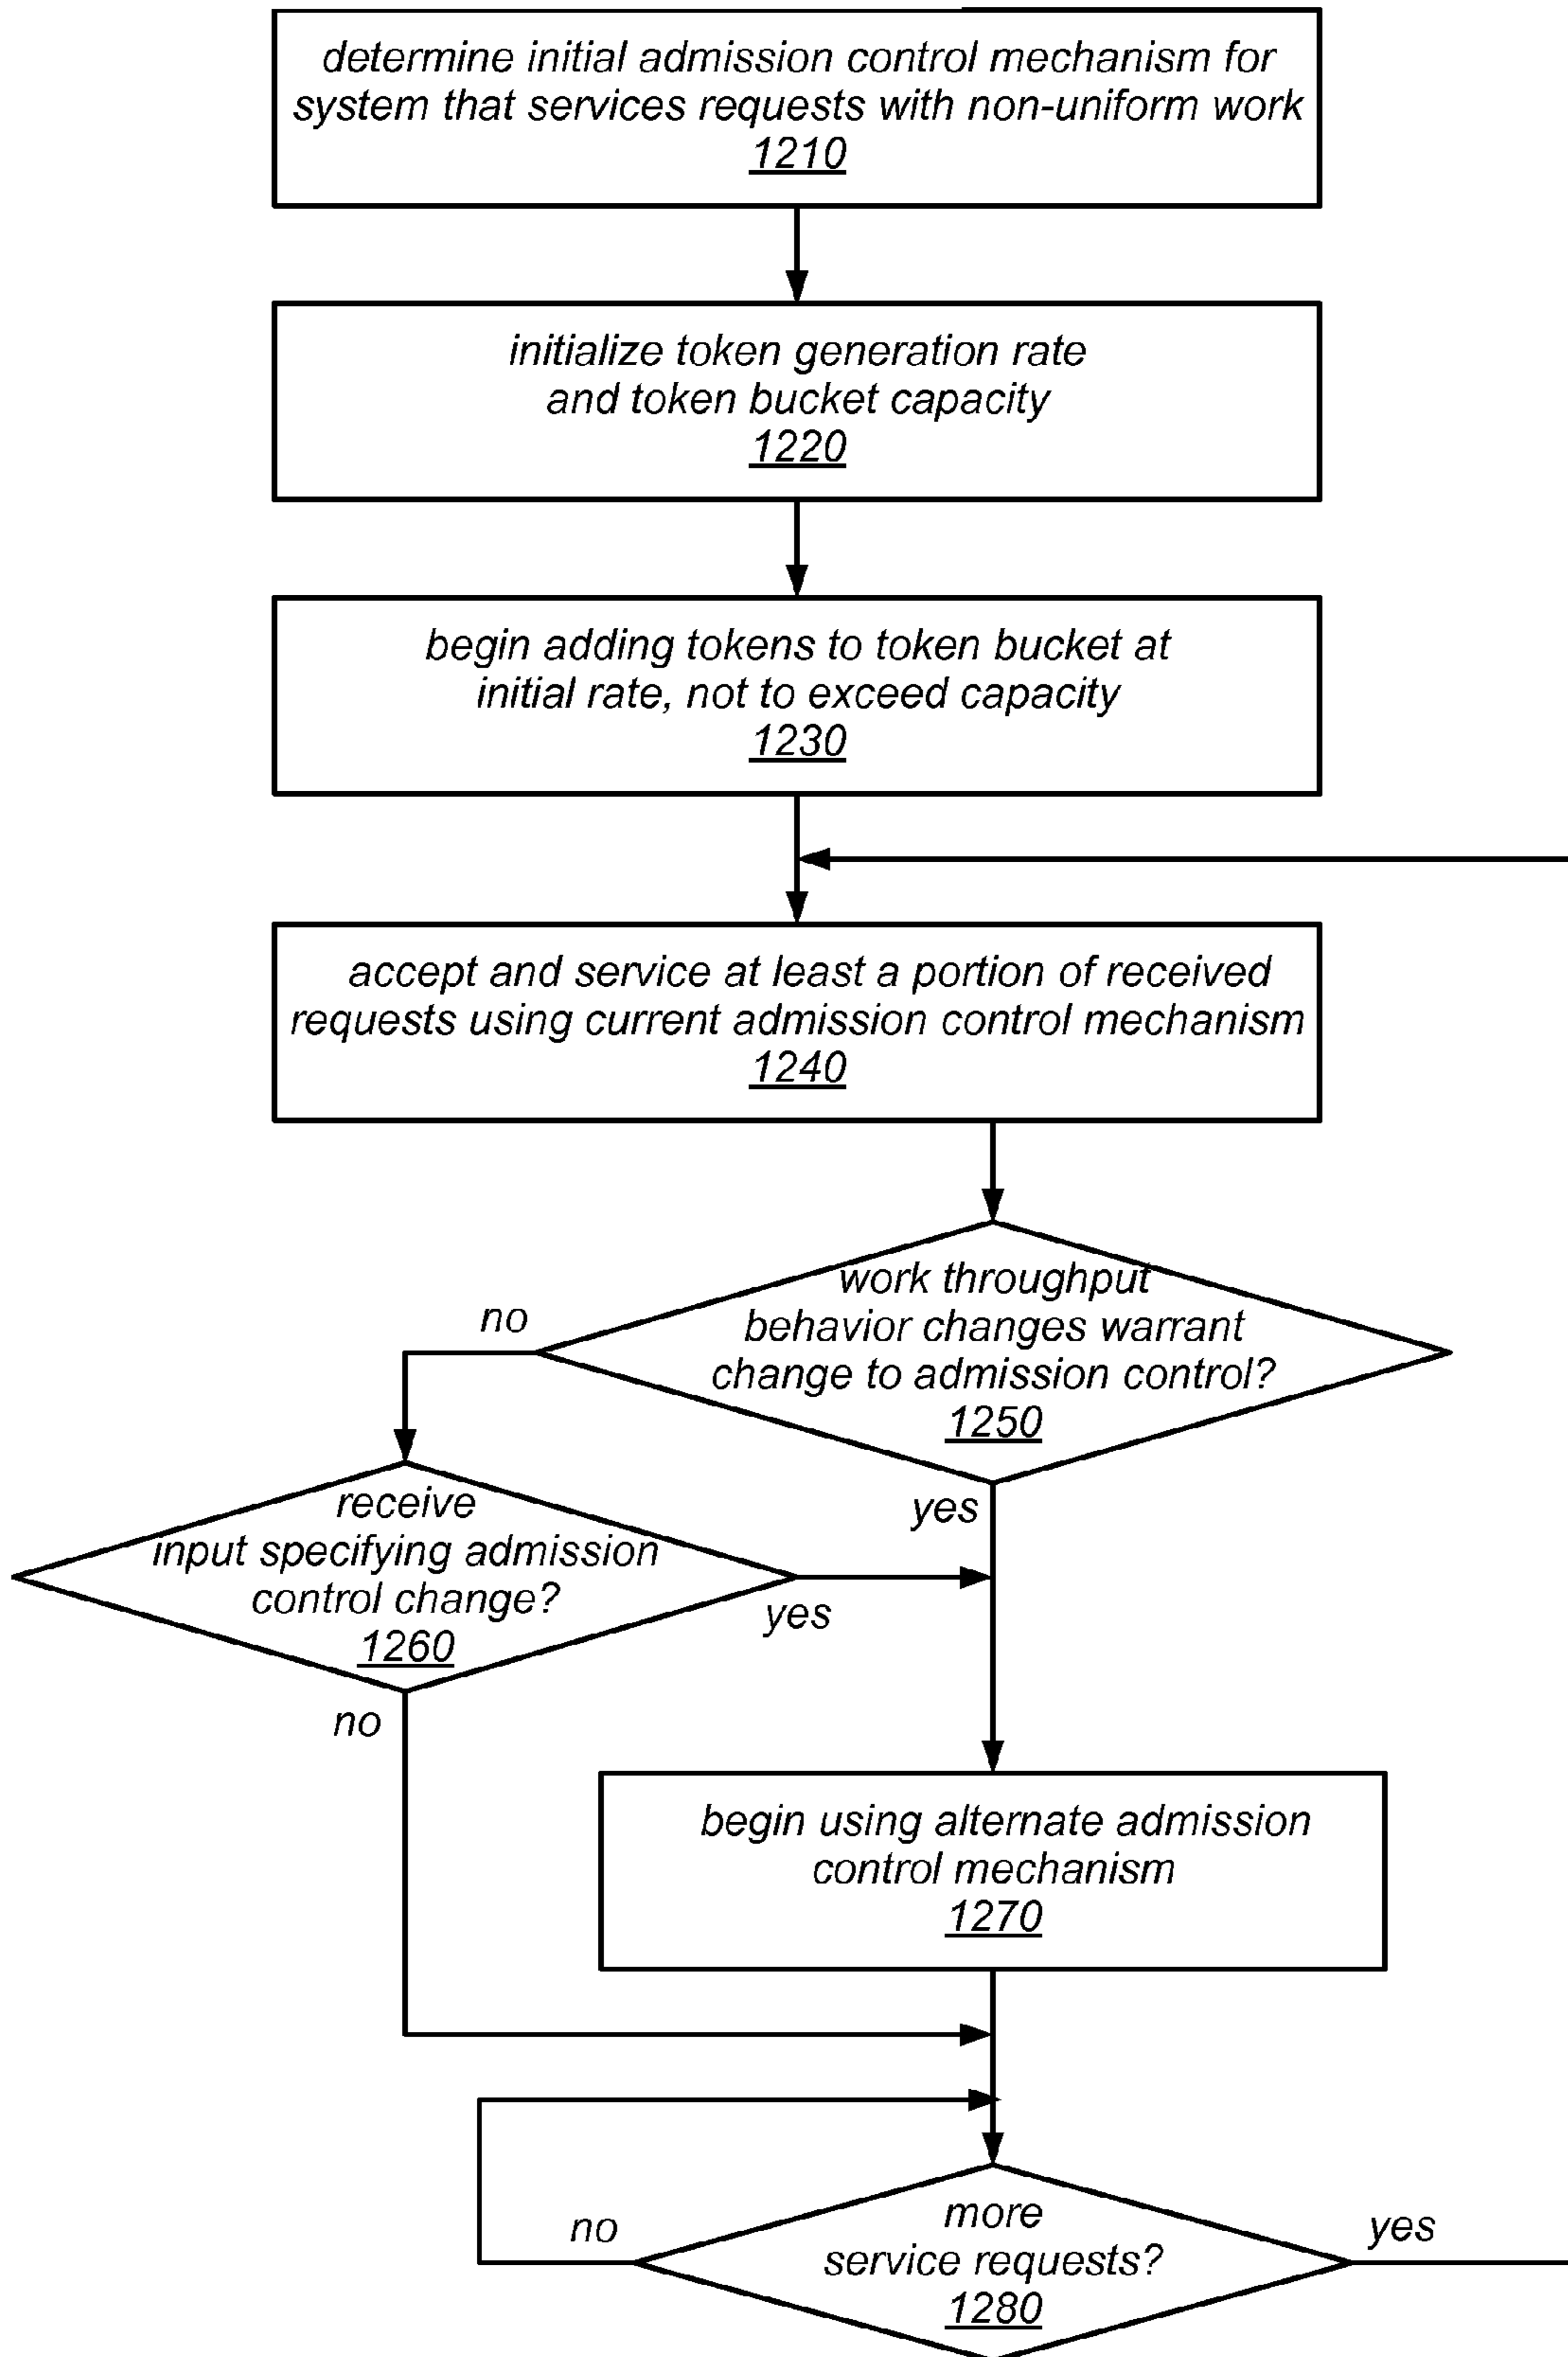 determine initial admission control mechanism for
system that services requests with non-uniform work
1210
initialize token generation rate
and token bucket capacity
1220
begin adding tokens to token bucket at
initial rate, not to exceed capacity
1230
accept and service at least a portion of received
requests using current admission control mechanism
1240
work throughput
behavior changes warrant
change to admission control?
1250
no
yes
receive
input specifying admission
control change?
1260
yes
no
begin using alternate admission
control mechanism
1270
more
service requests?
1280
no
yes